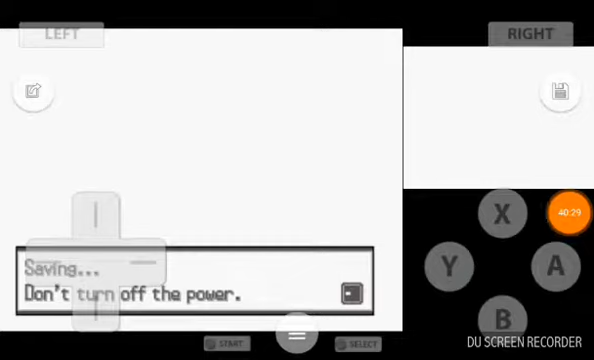 LEFT
RIGHT
X
40:29
Y
A
Saving...
Don't turn off the power.
B
START
SELECT
DU SCREEN RECORDER